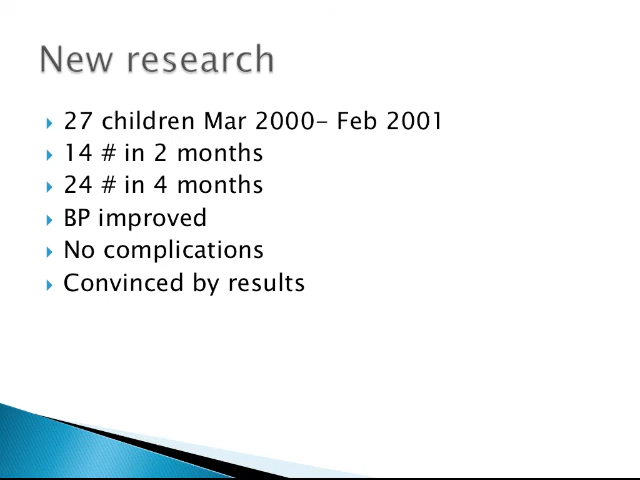 New research
27 children Mar 2000- Feb 2001
14 # in 2 months
24 # in 4 months
BP improved
No complications
Convinced by results